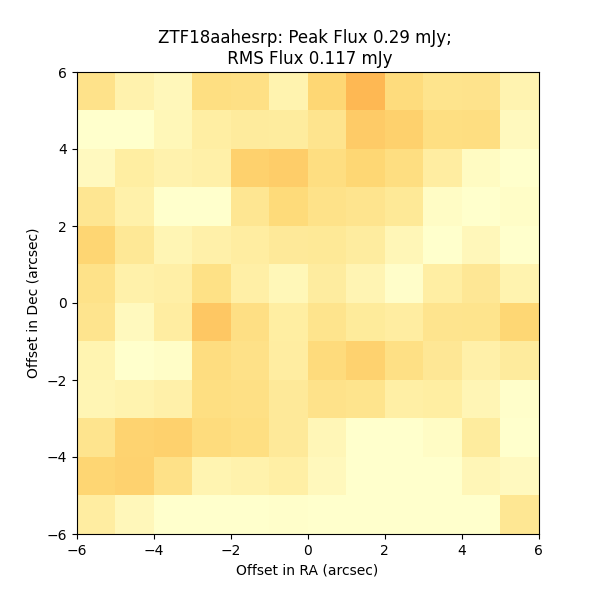 ZTF18aahesrp: Peak Flux 0.29 mJy;
RMS Flux 0.117 mJy
6
4
2
0
−2
−4
−6
Offset in Dec (arcsec)
−6 −4 −2 0 2 4 6
Offset in RA (arcsec)